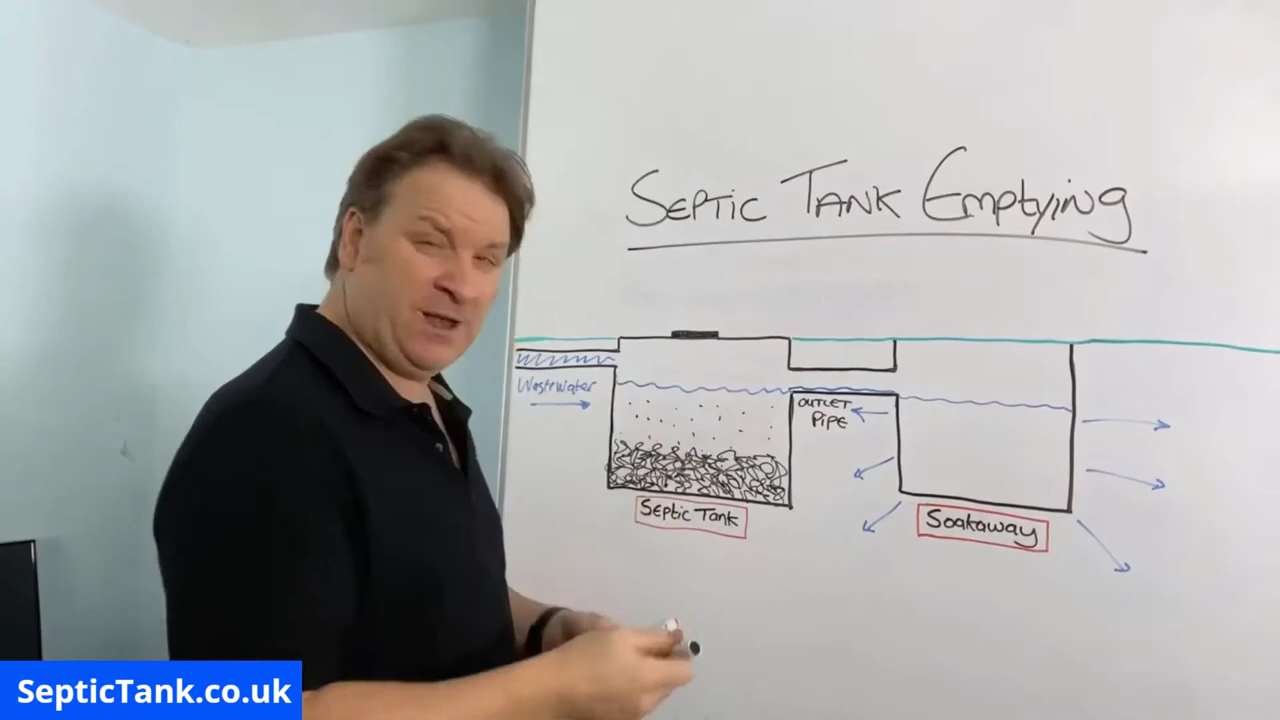 SEPTIC TANK EMPTYING
Wastewater
OUTLET
PIPE
SEPTIC TANK
Soakaway
SepticTank.co.uk